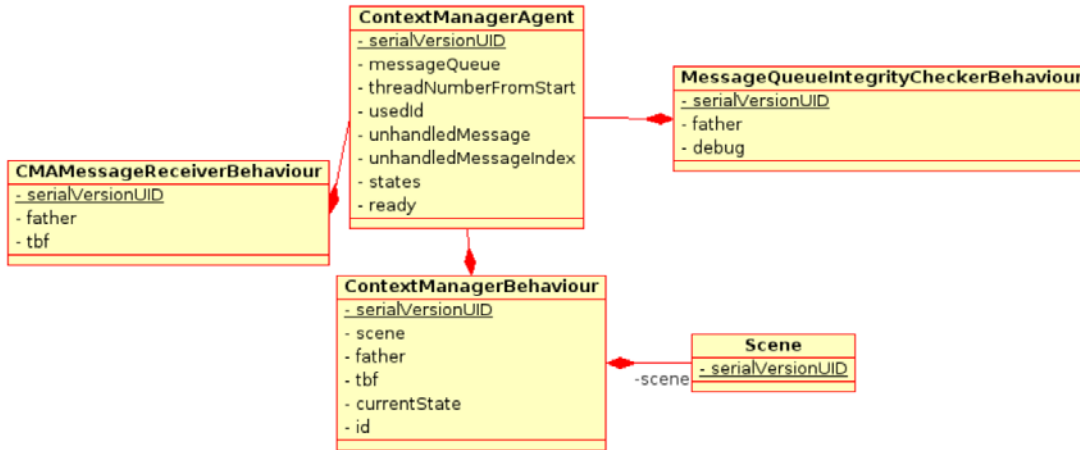 ContextManagerAgent
- serialVersionUID
- messageQueue
- threadNumberFromStart
- usedId
- unhandledMessage
- unhandledMessageIndex
- states
- ready
MessageQueueIntegrityCheckerBehaviour
- serialVersionUID
- father
- debug
CMAMessageReceiverBehaviour
- serialVersionUID
- father
- tbf
ContextManagerBehaviour
- serialVersionUID
- scene
- father
- tbf
- currentState
- id
-scene
Scene
- serialVersionUID